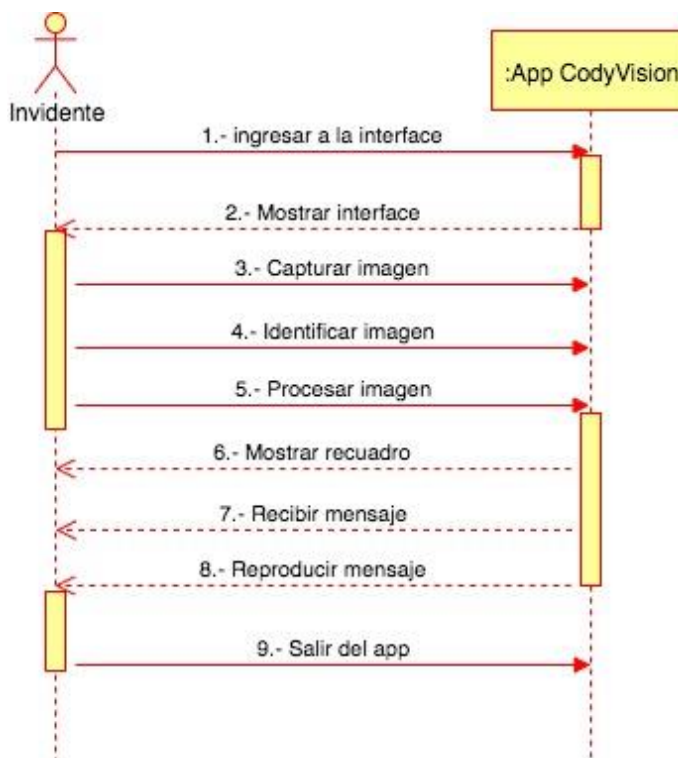 :App CodyVision
Invidente
1.- ingresar a la interface
2.- Mostrar interface
3.- Capturar imagen
4.- Identificar imagen
5.- Procesar imagen
6.- Mostrar recuadro
7.- Recibir mensaje
8.- Reproducir mensaje
9.- Salir del app